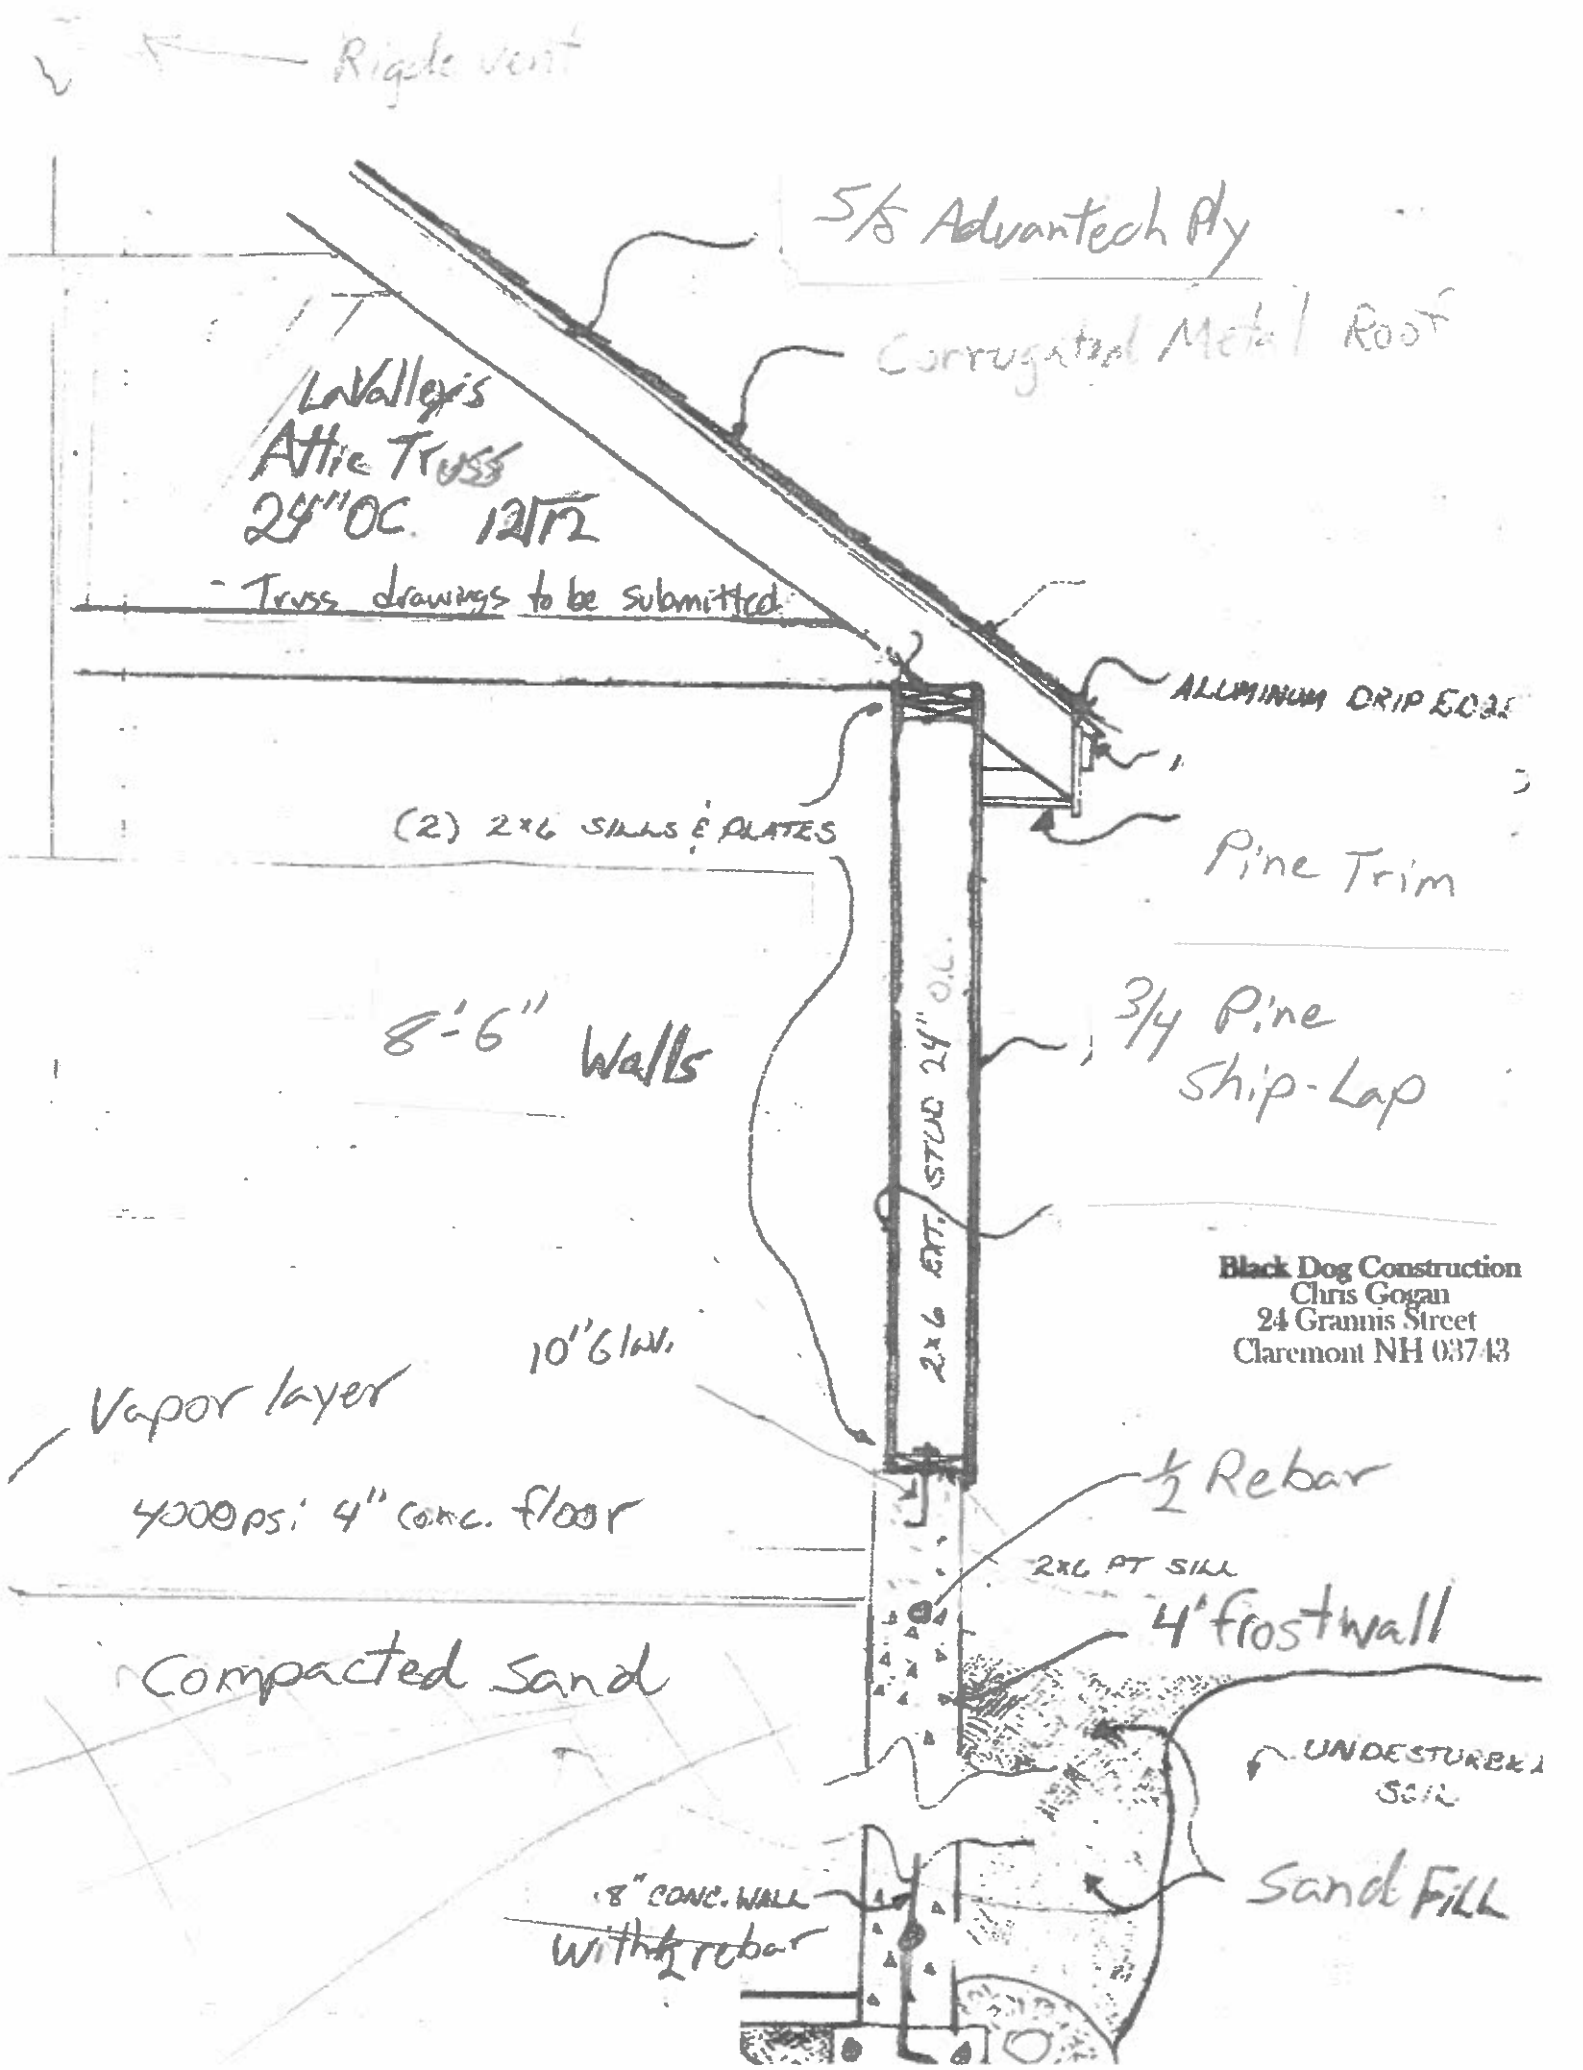 Rigde vent
5/8 Advantech Ply
Corrugated Metal Roof
LaValley's
Attic Truss
24" OC. 12/12
- Truss drawings to be submitted
ALUMINUM DRIP EDGE
(2) 2x6 SILLS & PLATES
Pine Trim
8'-6" Walls
3/4 Pine
Ship-Lap
2x6 EXT. STUD 24" O.C.
Black Dog Construction
Chris Gogan
24 Grannis Street
Claremont NH 03743
10" Glav.
Vapor layer
4000psi 4" conc. floor
1/2 Rebar
2x6 PT SILL
4' frostwall
Compacted Sand
UNDESTURBED
SOIL
Sand FILL
8" CONC. WALL
with 1/2 rebar